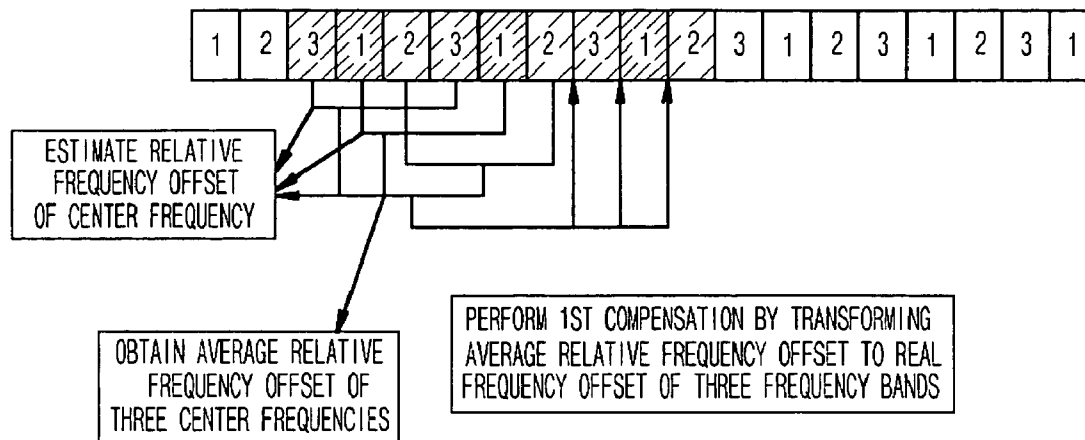 1 2 3 1 2 3 1 2 3 1 2 3 1 2 3 1 2 3 1
ESTIMATE RELATIVE
FREQUENCY OFFSET
OF CENTER FREQUENCY
OBTAIN AVERAGE RELATIVE
FREQUENCY OFFSET OF
THREE CENTER FREQUENCIES
PERFORM 1ST COMPENSATION BY TRANSFORMING
AVERAGE RELATIVE FREQUENCY OFFSET TO REAL
FREQUENCY OFFSET OF THREE FREQUENCY BANDS